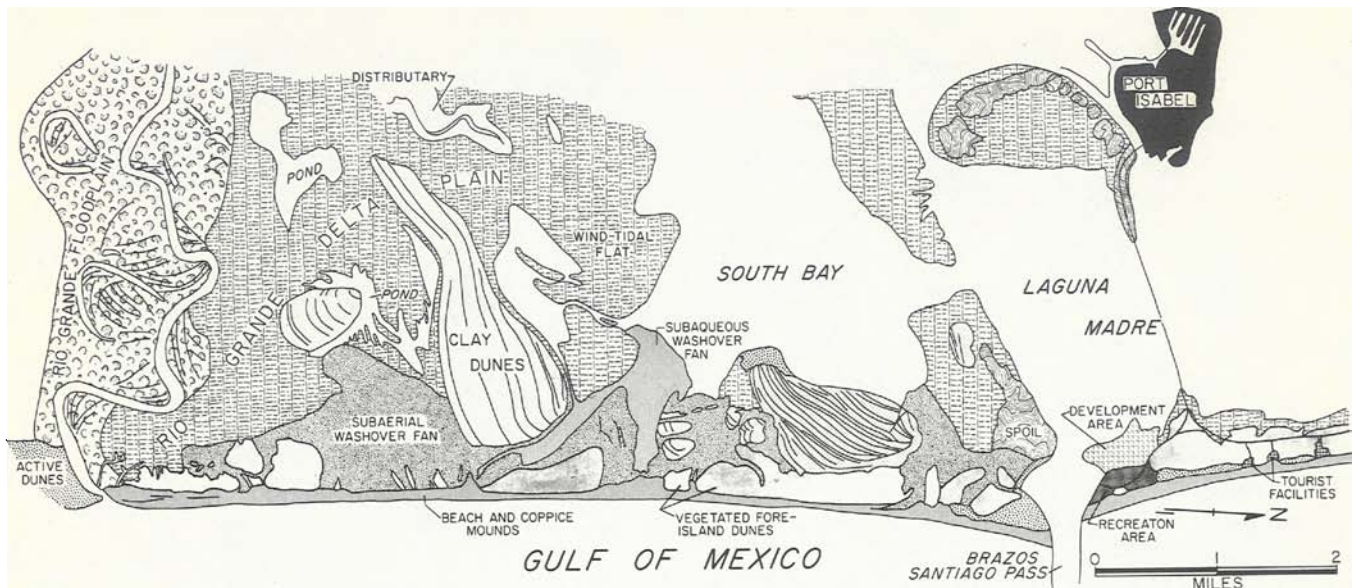 DISTRIBUTARY
PORT
ISABEL
POND
PLAIN
RIO GRANDE FLOODPLAIN
DELTA
WIND-TIDAL
FLAT
SOUTH BAY
LAGUNA
MADRE
POND
GRANDE
RIO
CLAY
DUNES
SUBAQUEOUS
WASHOVER
FAN
SUBAERIAL
WASHOVER FAN
DEVELOPMENT
AREA
SPOIL
ACTIVE
DUNES
TOURIST
FACILITIES
BEACH AND COPPICE
MOUNDS
VEGETATED FORE-
ISLAND DUNES
RECREATON
AREA
N
GULF OF MEXICO
BRAZOS
SANTIAGO PASS
0 1 2
MILES